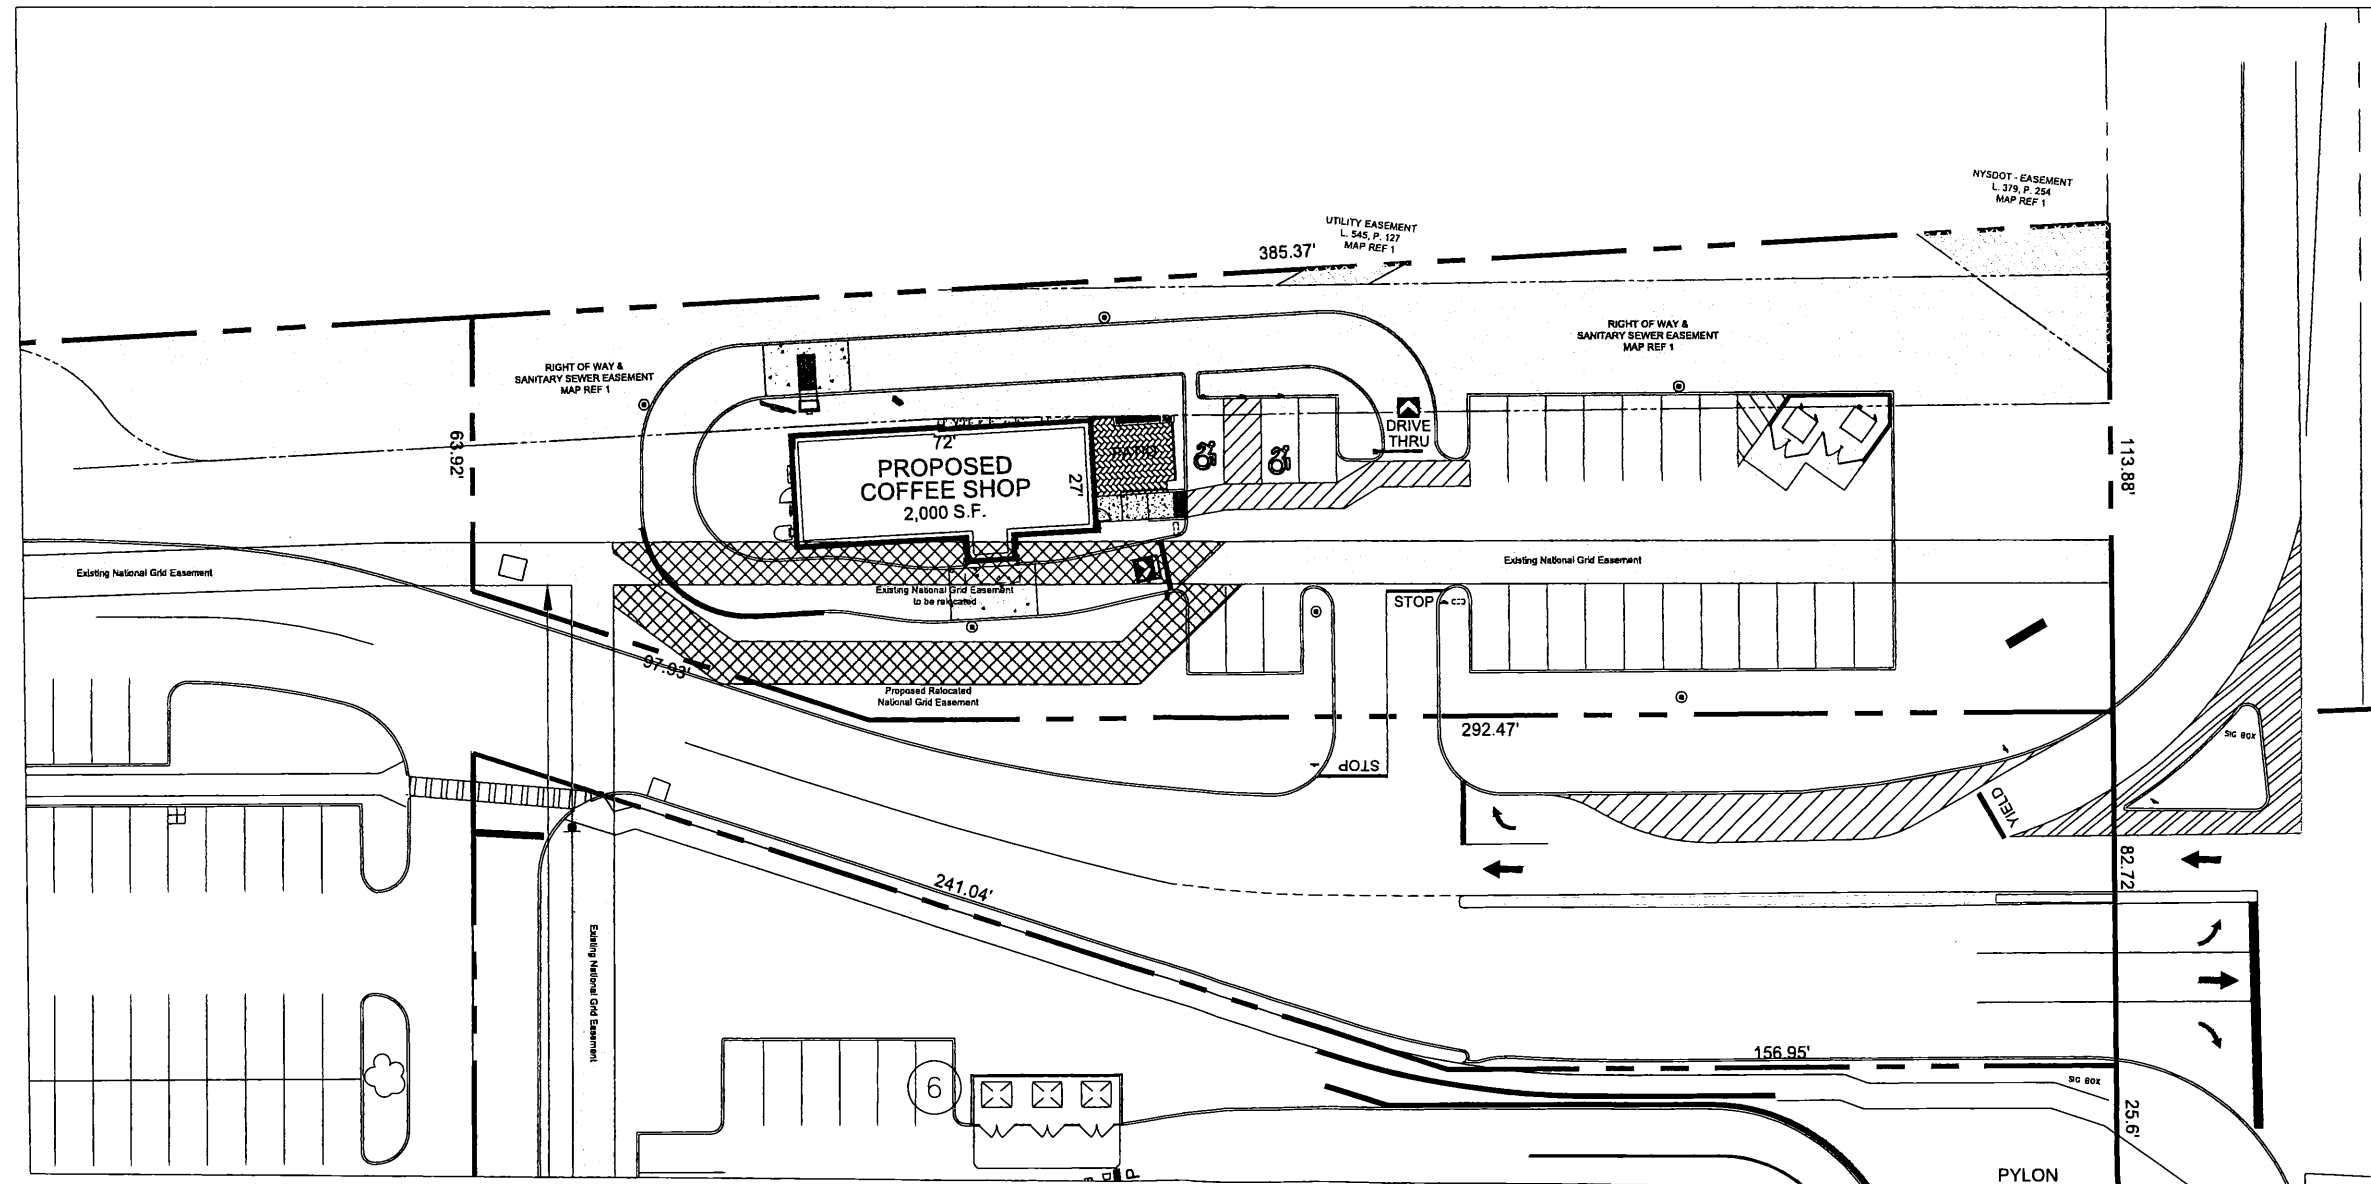 NYSDOT - EASEMENT
L. 379, P. 254
MAP REF 1
UTILITY EASEMENT
L. 545, P. 127
MAP REF 1
385.37'
RIGHT OF WAY &
SANITARY SEWER EASEMENT
MAP REF 1
RIGHT OF WAY &
SANITARY SEWER EASEMENT
MAP REF 1
63.92'
72'
PROPOSED
COFFEE SHOP
2,000 S.F.
27'
PATIO
DRIVE
THRU
113.88'
Existing National Grid Easement
Existing National Grid Easement
Existing National Grid Easement
to be relocated
STOP
97.93'
Proposed Relocated
National Grid Easement
292.47'
SIG BOX
STOP
YIELD
82.72
241.04'
Existing National Grid Easement
156.95'
SIG BOX
6
25.6'
PYLON